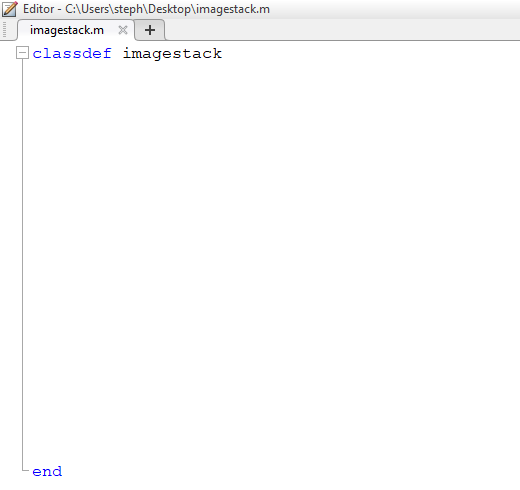 Editor - C:\Users\steph\Desktop\imagestack.m
imagestack.m
classdef imagestack
end